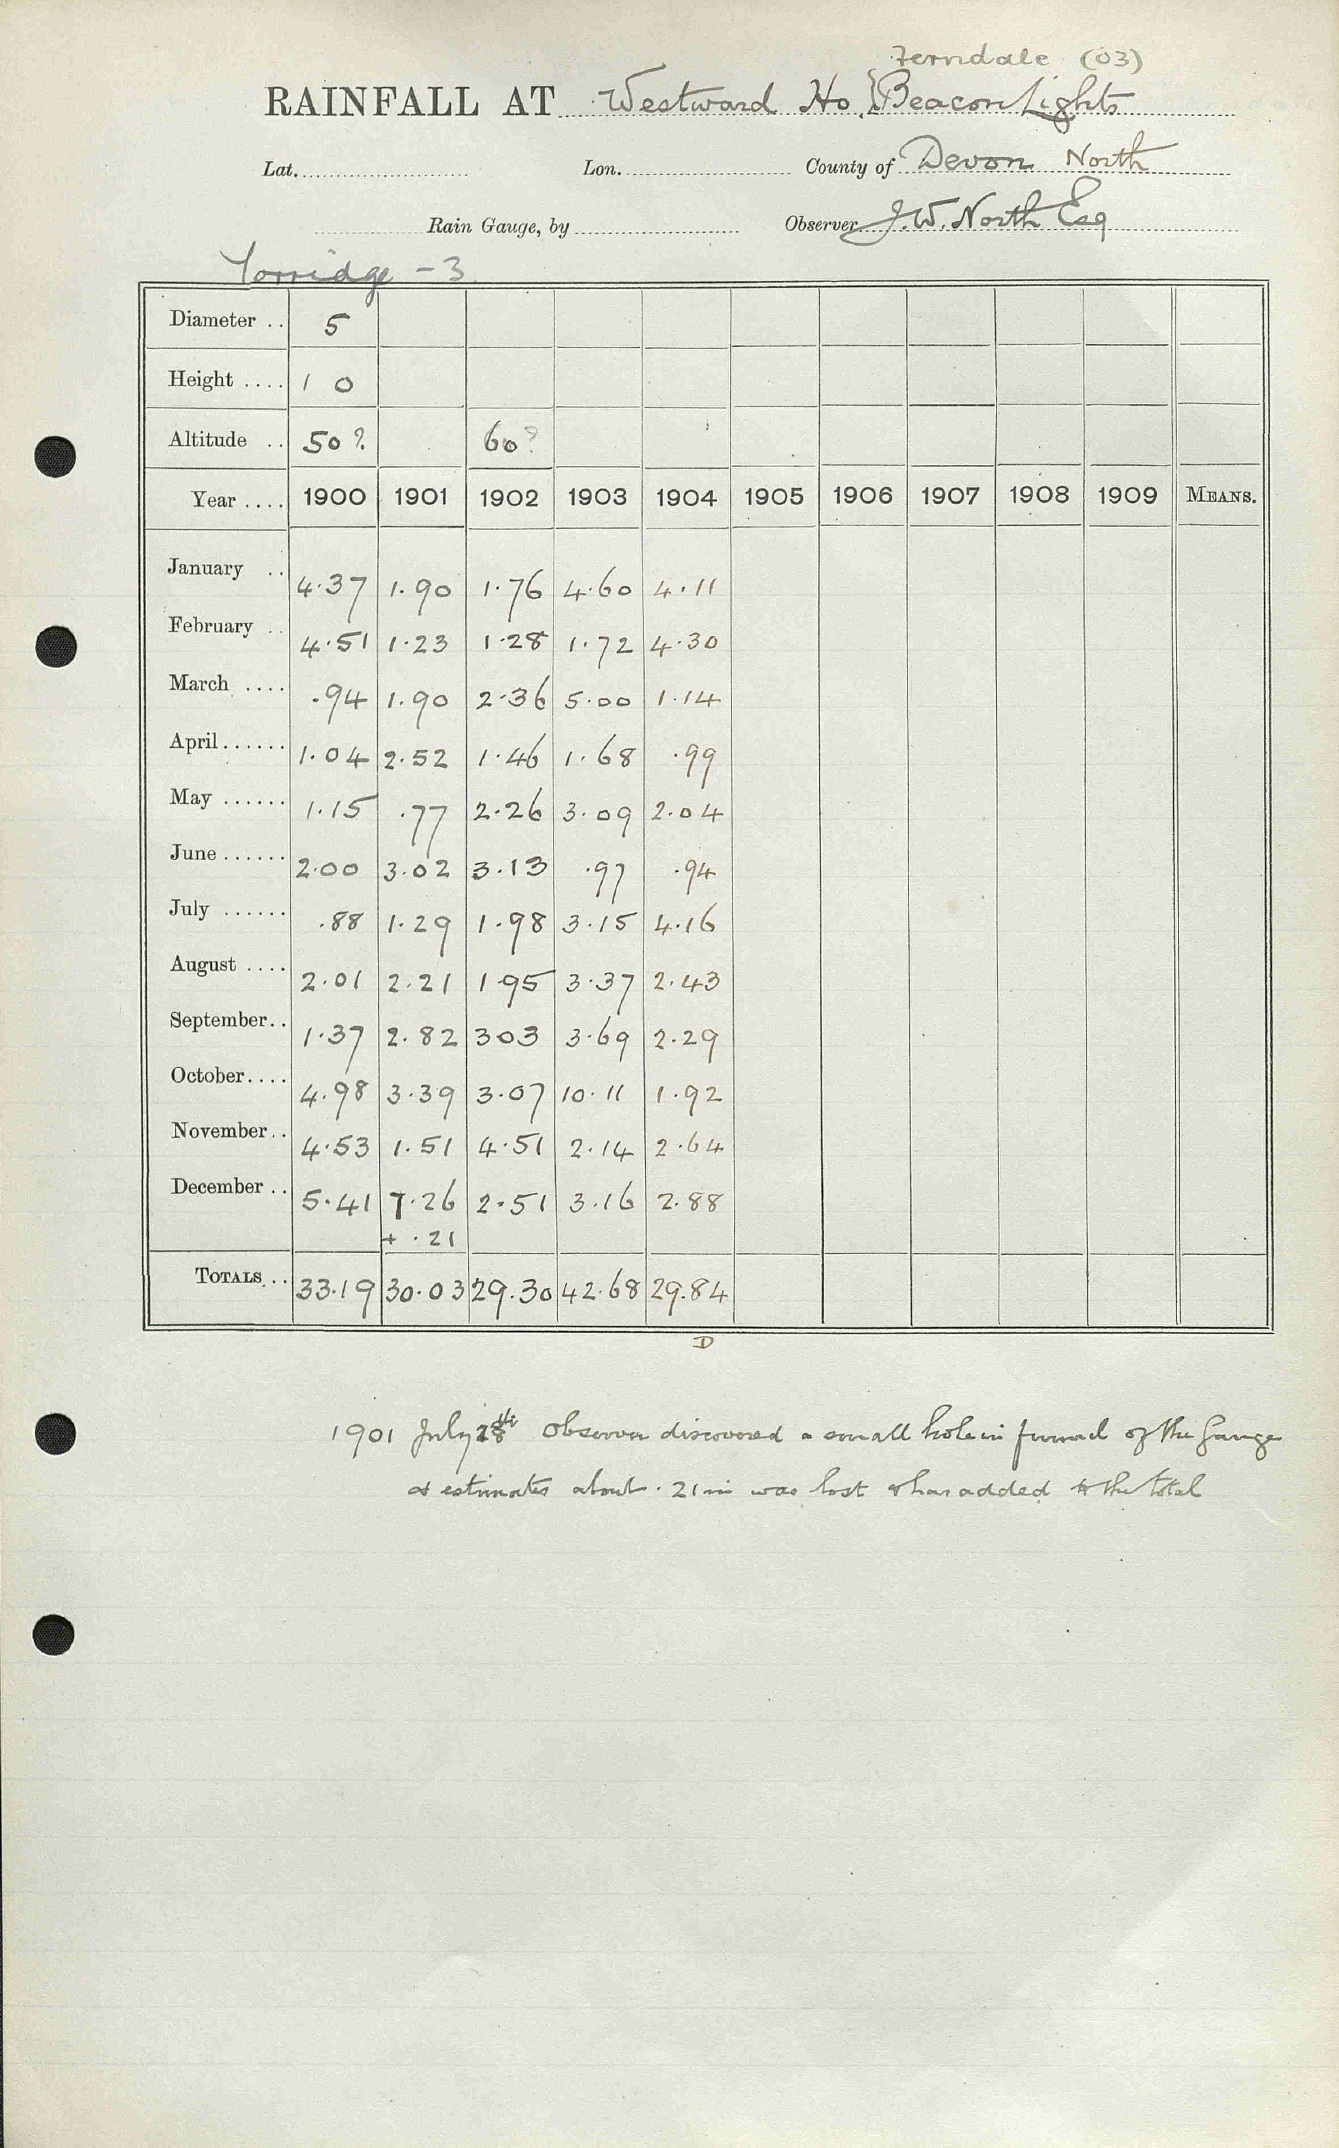 Ferndale (03)
RAINFALL AT Westward Ho {Beacon Lights
Lat. Lon. County of Devon North
Rain Gauge, by Observer J.W. North Esq
Torridge - 3
Diameter .. 5
Height .... 1 0
Altitude .. 50? 60?
Year .... 1900 1901 1902 1903 1904 1905 1906 1907 1908 1909 MEANS.
January .. 4.37 1.90 1.76 4.60 4.11
February .. 4.51 1.23 1.28 1.72 4.30
March .... .94 1.90 2.36 5.00 1.14
April...... 1.04 2.52 1.46 1.68 .99
May ...... 1.15 .77 2.26 3.09 2.04
June ...... 2.00 3.02 3.13 .97 .94
July ...... .88 1.29 1.98 3.15 4.16
August .... 2.01 2.21 1.95 3.37 2.43
September.. 1.37 2.82 303 3.69 2.29
October.... 4.98 3.39 3.07 10.11 1.92
November.. 4.53 1.51 4.51 2.14 2.64
December .. 5.41 7.26 2.51 3.16 2.88
+ .21
TOTALS... 33.19 30.03 29.30 42.68 29.84
D
1901 July 28th Observer discovered a small hole in funnel of the Gauge
& estimates about .21 in was lost & has added to the total